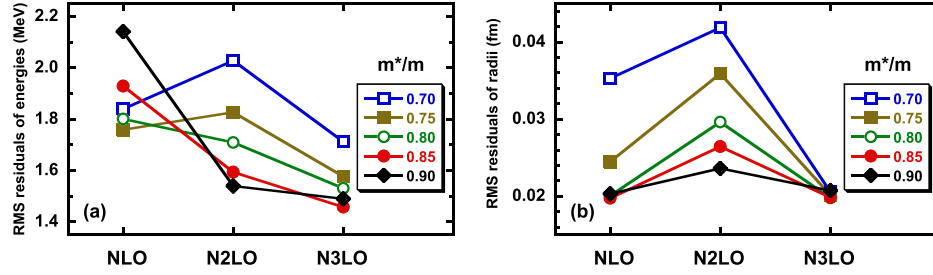 RMS residuals of energies (MeV)
2.2
2.0
1.8
1.6
1.4
m*/m
0.70
0.75
0.80
0.85
0.90
(a)
NLO N2LO N3LO
RMS residuals of radii (fm)
0.04
0.03
0.02
m*/m
0.70
0.75
0.80
0.85
0.90
(b)
NLO N2LO N3LO